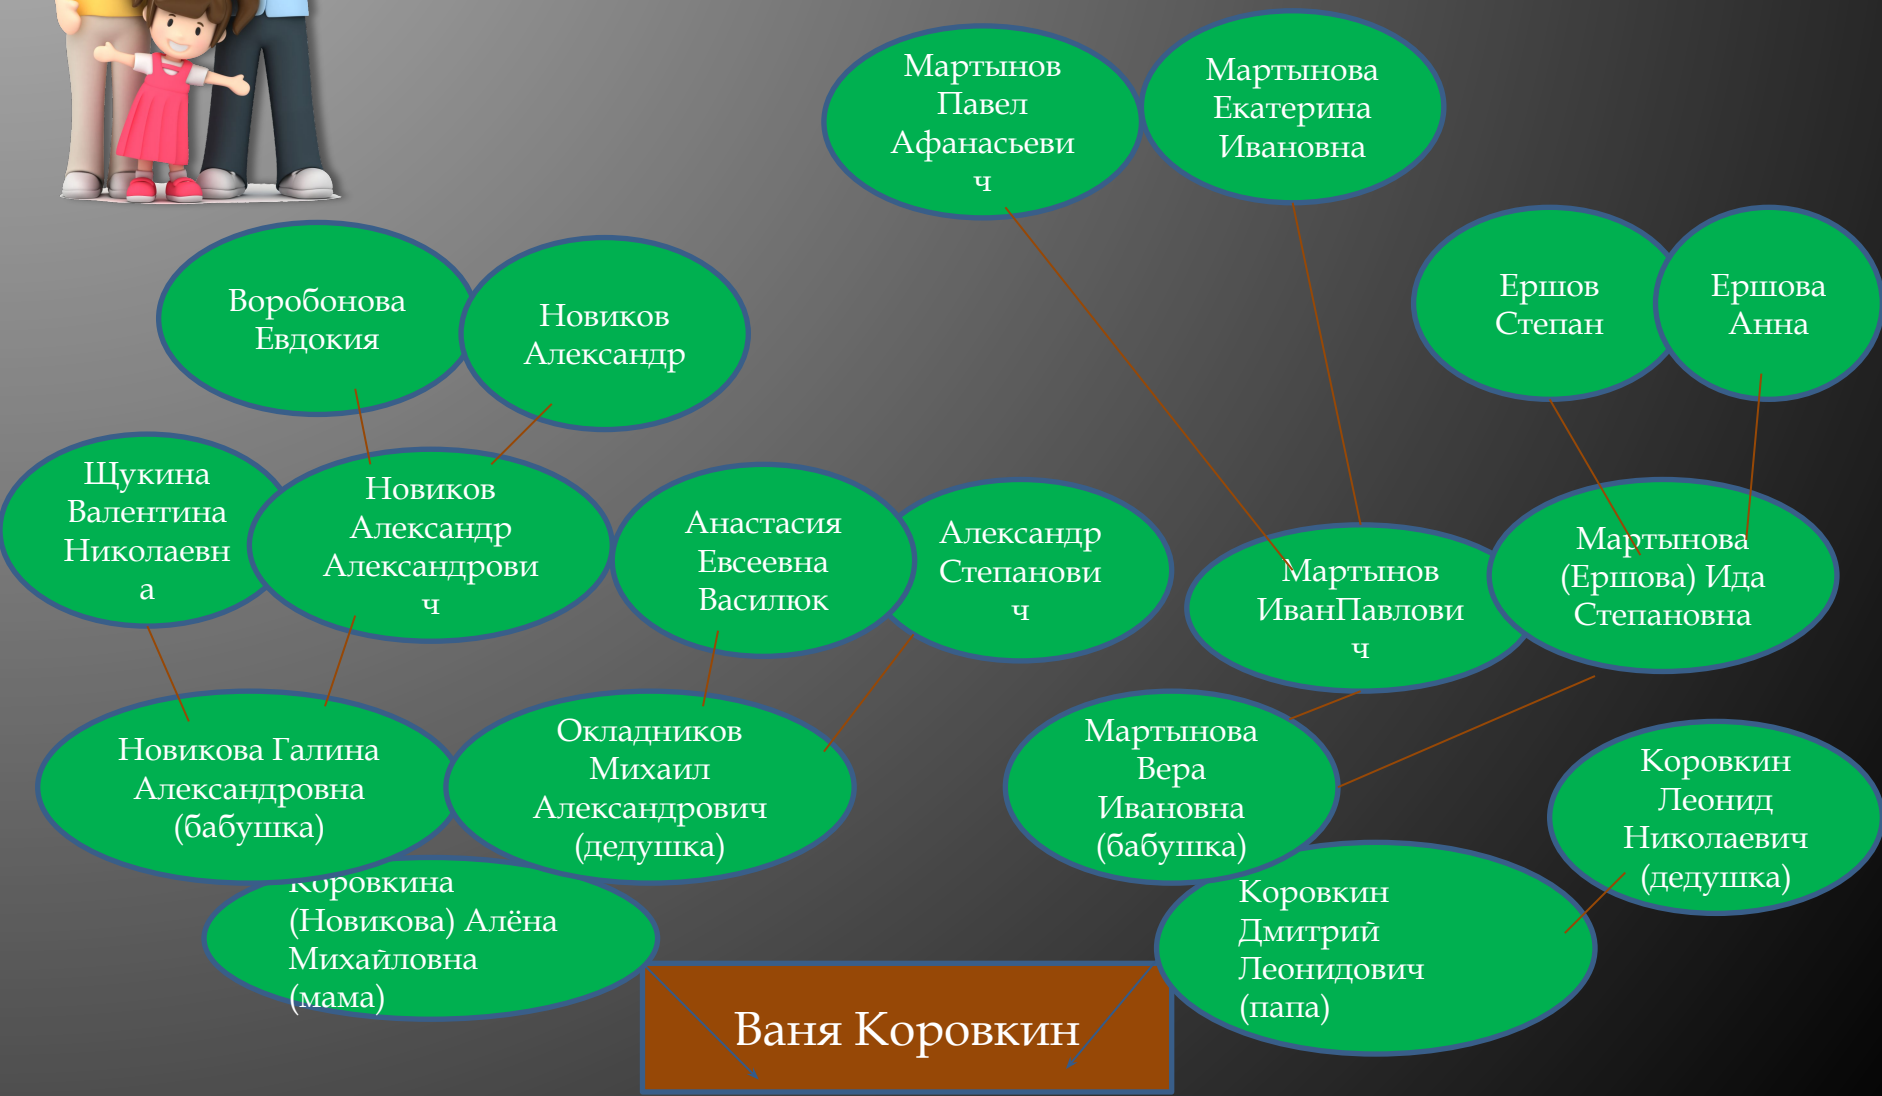 Мартынов
Павел
Афанасьеви
ч
Мартынова
Екатерина
Ивановна
Воробонова
Евдокия
Новиков
Александр
Ершов
Степан
Ершова
Анна
Щукина
Валентина
Николаевн
а
Новиков
Александр
Александрови
ч
Анастасия
Евсеевна
Василюк
Александр
Степанови
ч
Мартынов
ИванПавлови
ч
Мартынова
(Ершова) Ида
Степановна
Новикова Галина
Александровна
(бабушка)
Окладников
Михаил
Александрович
(дедушка)
Мартынова
Вера
Ивановна
(бабушка)
Коровкин
Леонид
Николаевич
(дедушка)
Коровкина
(Новикова) Алёна
Михайловна
(мама)
Коровкин
Дмитрий
Леонидович
(папа)
Ваня Коровкин